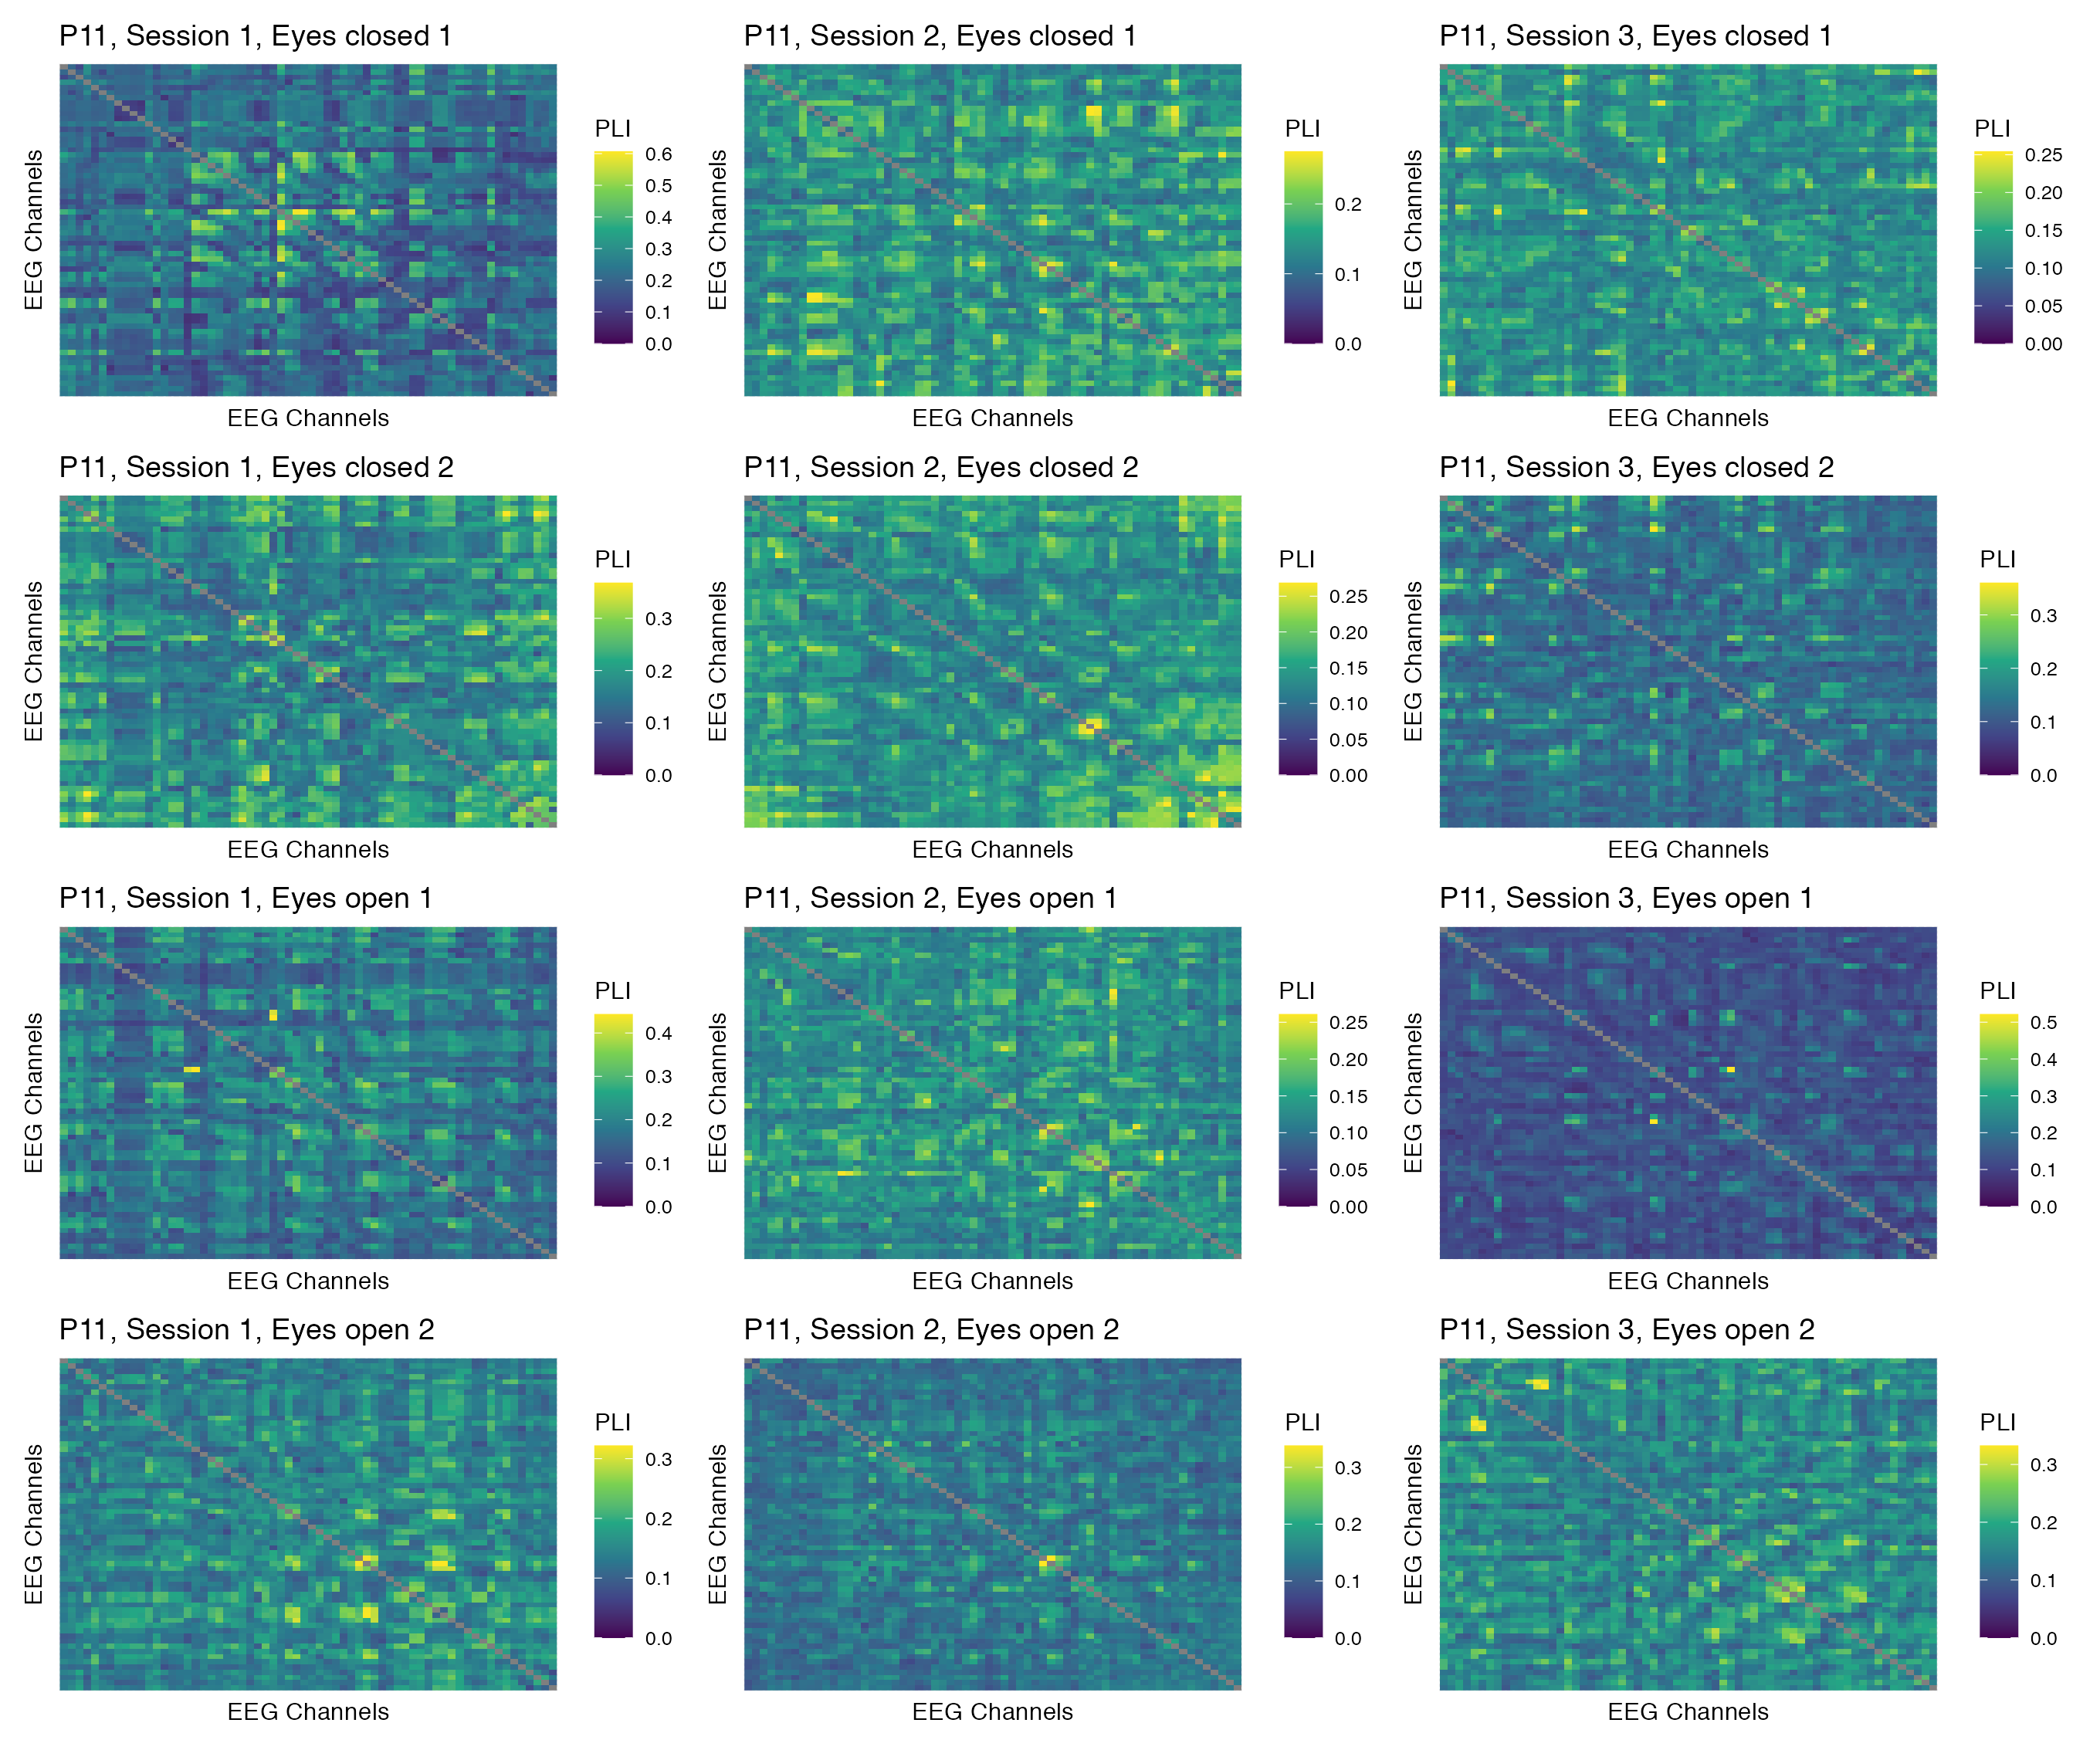 P11, Session 1, Eyes closed 1
P11, Session 2, Eyes closed 1
P11, Session 3, Eyes closed 1
EEG Channels
EEG Channels
PLI
0.6
0.5
0.4
0.3
0.2
0.1
0.0
EEG Channels
EEG Channels
PLI
0.2
0.1
0.0
EEG Channels
EEG Channels
PLI
0.25
0.20
0.15
0.10
0.05
0.00
P11, Session 1, Eyes closed 2
P11, Session 2, Eyes closed 2
P11, Session 3, Eyes closed 2
EEG Channels
EEG Channels
PLI
0.3
0.2
0.1
0.0
EEG Channels
EEG Channels
PLI
0.25
0.20
0.15
0.10
0.05
0.00
EEG Channels
EEG Channels
PLI
0.3
0.2
0.1
0.0
P11, Session 1, Eyes open 1
P11, Session 2, Eyes open 1
P11, Session 3, Eyes open 1
EEG Channels
EEG Channels
PLI
0.4
0.3
0.2
0.1
0.0
EEG Channels
EEG Channels
PLI
0.25
0.20
0.15
0.10
0.05
0.00
EEG Channels
EEG Channels
PLI
0.5
0.4
0.3
0.2
0.1
0.0
P11, Session 1, Eyes open 2
P11, Session 2, Eyes open 2
P11, Session 3, Eyes open 2
EEG Channels
EEG Channels
PLI
0.3
0.2
0.1
0.0
EEG Channels
EEG Channels
PLI
0.3
0.2
0.1
0.0
EEG Channels
EEG Channels
PLI
0.3
0.2
0.1
0.0